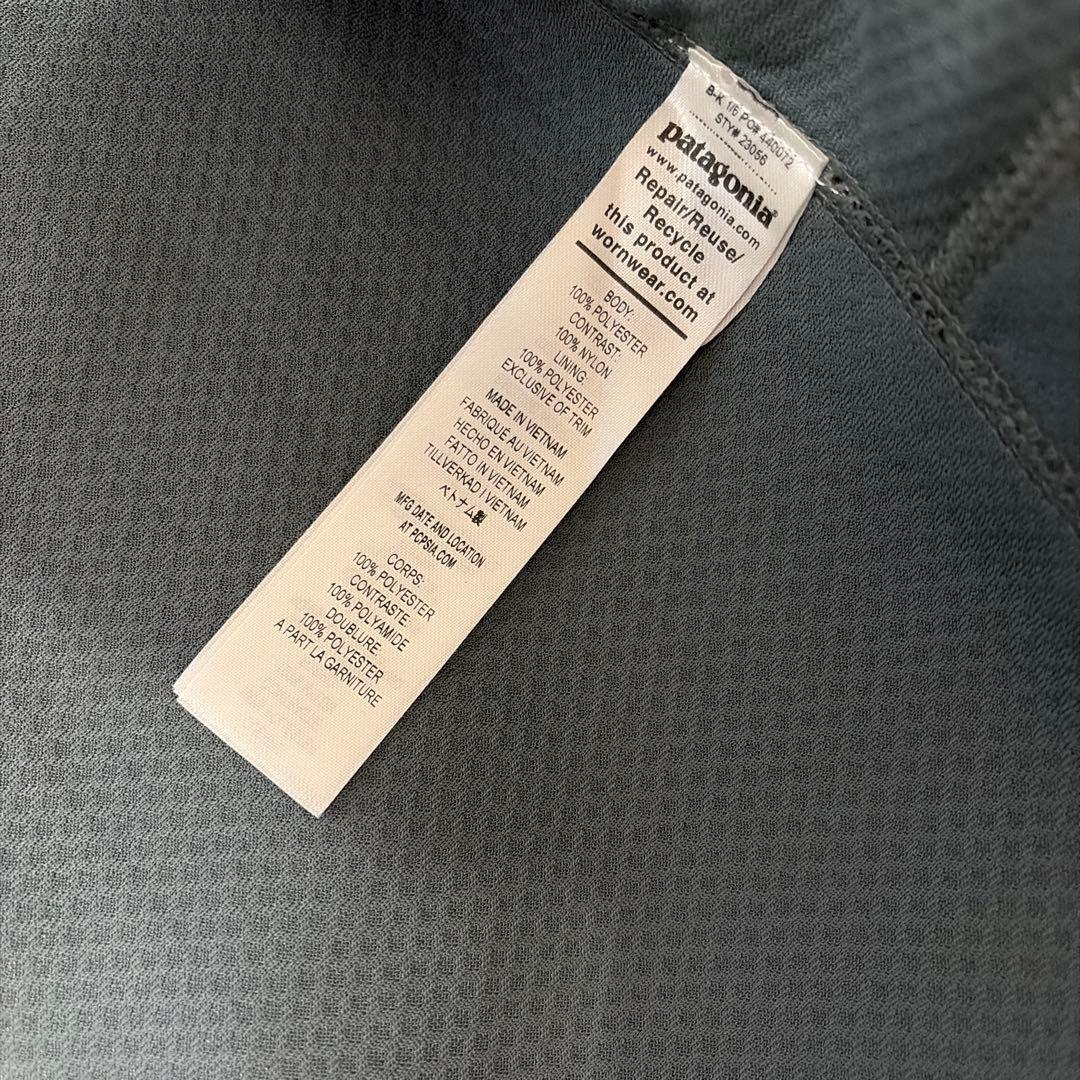 B-K 1/6 PO# 440072
STY# 23056
patagonia®
www.patagonia.com
Repair/Reuse/
Recycle
this product at
wornwear.com
BODY:
100% POLYESTER
CONTRAST:
100% NYLON
LINING:
100% POLYESTER
EXCLUSIVE OF TRIM
MADE IN VIETNAM
FABRIQUÉ AU VIETNAM
HECHO EN VIETNAM
FATTO IN VIETNAM
TILLVERKAD I VIETNAM
ベトナム製
MFG DATE AND LOCATION
AT PCPSIA.COM
CORPS:
100% POLYESTER
CONTRASTE:
100% POLYAMIDE
DOUBLURE:
100% POLYESTER
A PART LA GARNITURE